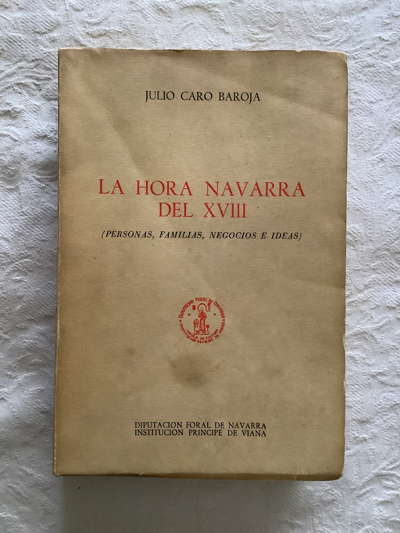 JULIO CARO BAROJA
LA HORA NAVARRA
DEL XVIII
(PERSONAS, FAMILIAS, NEGOCIOS E IDEAS)
DIPUTACION FORAL DE NAVARRA
INSTITUCION PRINCIPE DE VIANA